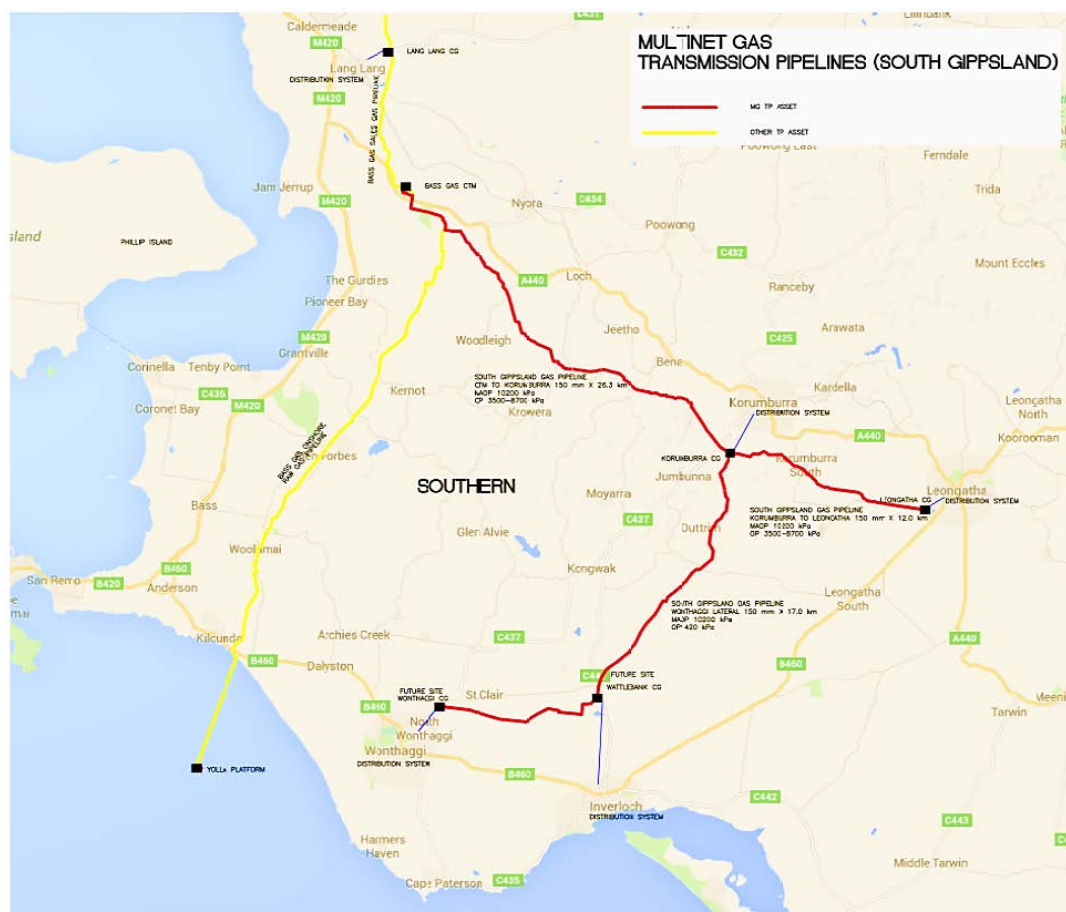 C431
Caldermeade
M420
Lang Lang
LANG LANG CG
DISTRIBUTION SYSTEM
M420
BASS GAS SALES GAS PIPELINE
MULTINET GAS
TRANSMISSION PIPELINES (SOUTH GIPPSLAND)
MG TP ASSET
OTHER TP ASSET
Poowong East
Ferndale
Trida
Jam Jerrup
M420
BASS GAS CTM
Nyora
C434
Poowong
C432
Mount Eccles
island
PHILLIP ISLAND
The Gurdies
Pioneer Bay
M420
Grantville
Loch
A440
Ranceby
Woodleigh
Jeetho
Arawata
C425
Corinella
Tenby Point
Bena
Kardella
SOUTH GIPPSLAND GAS PIPELINE
CTM TO KORUMBURRA 150 mm X 26.3 km
MAOP 10200 kPa
Kernot
Krowera
Coronet Bay
M420
Korumburra
DISTRIBUTION SYSTEM
Leongatha
North
Koorooman
A440
BASS GAS ONSHORE
RAW GAS PIPELINE
en Forbes
KORUMBURRA CG
Korumburra
South
Jumbunna
SOUTHERN
Moyarra
LEONGATHA CG
Leongatha
DISTRIBUTION SYSTEM
Bass
C437
SOUTH GIPPSLAND GAS PIPELINE
KORUMBURRA TO LEONGATHA 150 mm X 12.0 km
MAOP 10200 kPa
OP 3500-8700 kPa
Glen Alvie
Woolamai
Kongwak
San Remo
B420
B460
Anderson
Leongatha
South
SOUTH GIPPSLAND GAS PIPELINE
WONTHAGGI LATERAL 150 mm X 17.0 km
MAOP 10200 kPa
OP 420 kPa
Kilcunda
Archies Creek
C437
A440
B460
Dalyston
B460
FUTURE SITE
WATTLEBANK CG
FUTURE SITE
WONTHAGGI CG
St Clair
B460
North
Wonthaggi
Wonthaggi
DISTRIBUTION SYSTEM
Tarwin
YOLLA PLATFORM
B460
Inverloch
DISTRIBUTION SYSTEM
C442
C443
Harmers
Haven
Middle Tarwin
Cape Paterson
C435